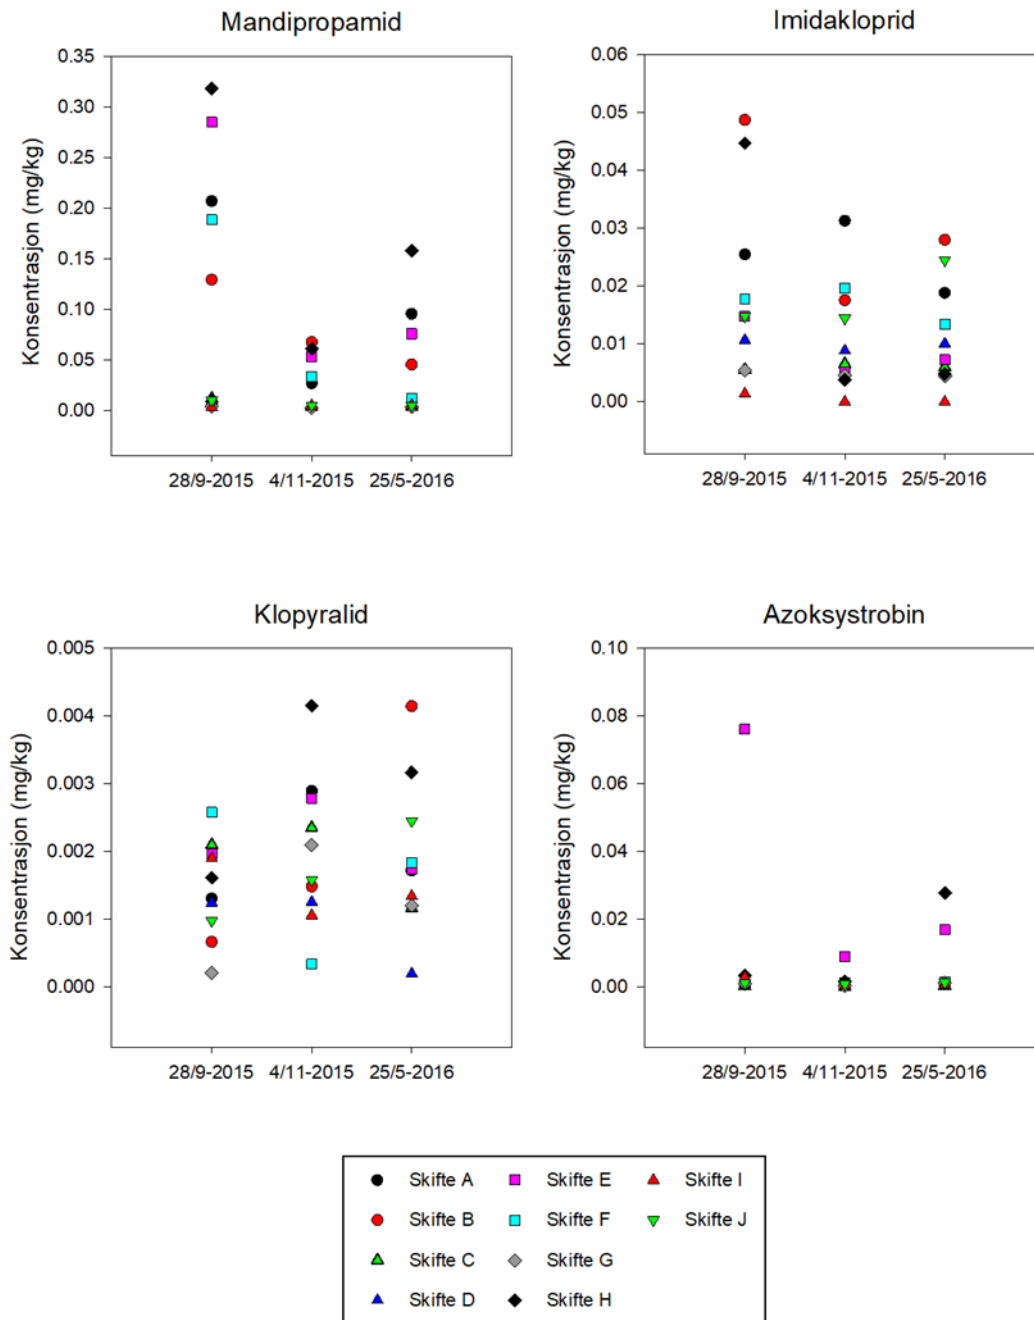 Mandipropamid
Konsentrasjon (mg/kg)
0.35
0.30
0.25
0.20
0.15
0.10
0.05
0.00
28/9-2015 4/11-2015 25/5-2016
Imidakloprid
Konsentrasjon (mg/kg)
0.06
0.05
0.04
0.03
0.02
0.01
0.00
28/9-2015 4/11-2015 25/5-2016
Klopyralid
Konsentrasjon (mg/kg)
0.005
0.004
0.003
0.002
0.001
0.000
28/9-2015 4/11-2015 25/5-2016
Azoksystrobin
Konsentrasjon (mg/kg)
0.10
0.08
0.06
0.04
0.02
0.00
28/9-2015 4/11-2015 25/5-2016
Skifte A Skifte E Skifte I
Skifte B Skifte F Skifte J
Skifte C Skifte G
Skifte D Skifte H